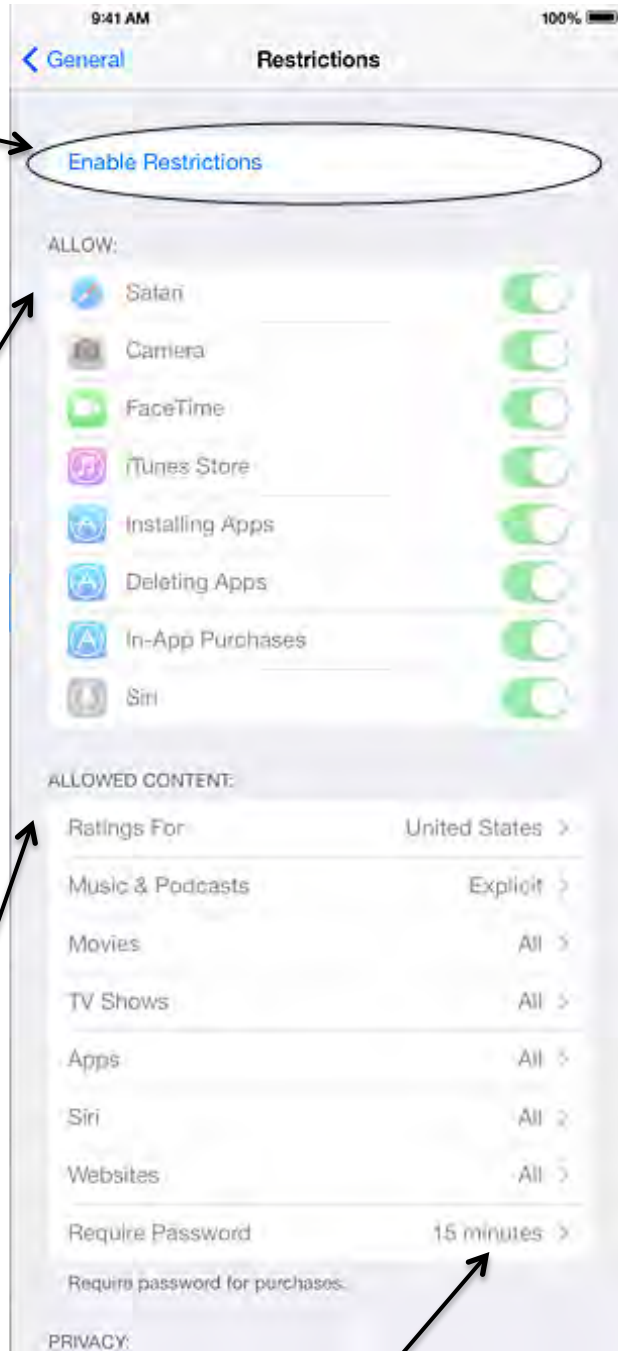 9:41 AM 100%
General Restrictions
Enable Restrictions
ALLOW:
Safari
Camera
FaceTime
iTunes Store
Installing Apps
Deleting Apps
In-App Purchases
Siri
ALLOWED CONTENT:
Ratings For United States >
Music & Podcasts Explicit >
Movies All >
TV Shows All >
Apps All >
Siri All >
Websites All >
Require Password 15 minutes >
Require password for purchases.
PRIVACY: